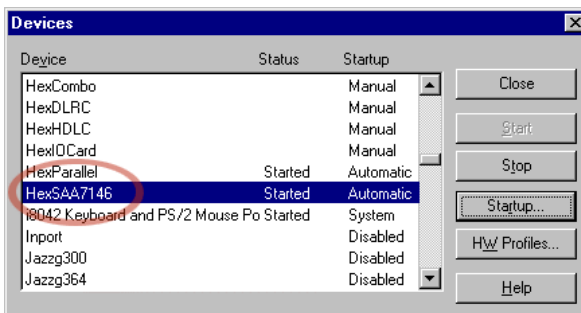 Devices
Device Status Startup
HexCombo Manual
HexDLRC Manual
HexHDLC Manual
HexIOCard Manual
HexParallel Started Automatic
HexSAA7146 Started Automatic
i8042 Keyboard and PS/2 Mouse Po Started System
Inport Disabled
Jazzg300 Disabled
Jazzg364 Disabled
Close
Start
Stop
Startup...
HW Profiles...
Help